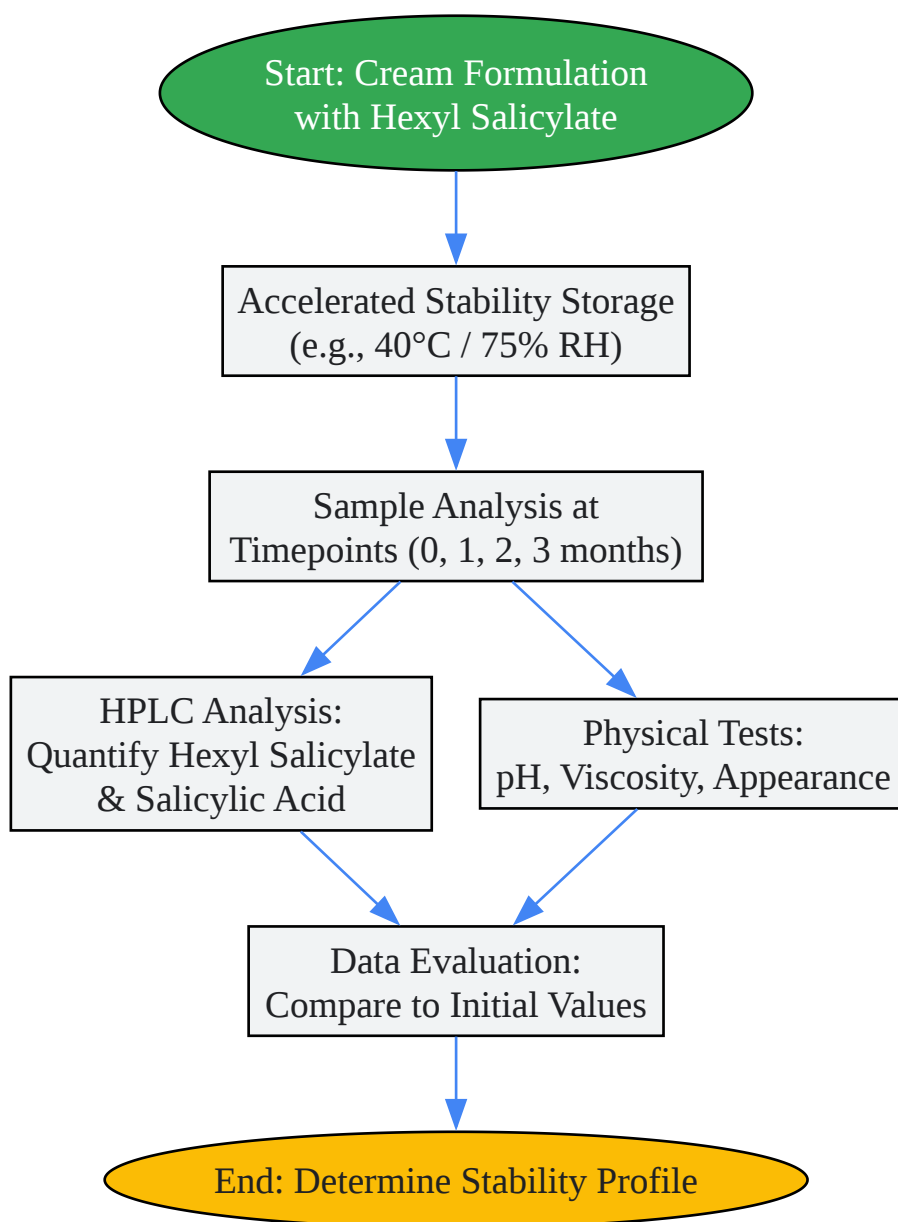 Start: Cream Formulation
with Hexyl Salicylate
Accelerated Stability Storage
(e.g., 40°C / 75% RH)
Sample Analysis at
Timepoints (0, 1, 2, 3 months)
HPLC Analysis:
Quantify Hexyl Salicylate
& Salicylic Acid
Physical Tests:
pH, Viscosity, Appearance
Data Evaluation:
Compare to Initial Values
End: Determine Stability Profile